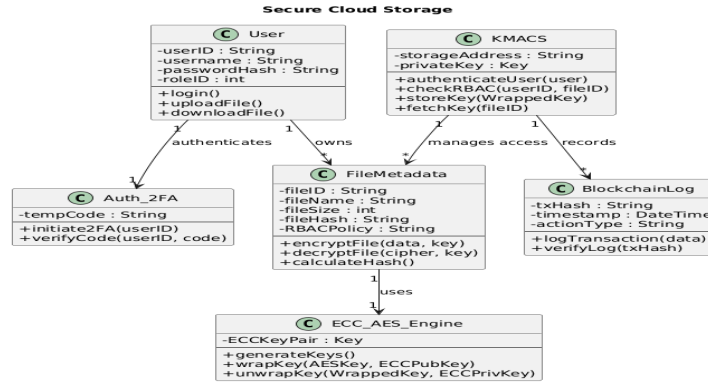 Secure Cloud Storage
C User
-userID : String
-username : String
-passwordHash : String
-roleID : int
+login()
+uploadFile()
+downloadFile()
C KMACS
-storageAddress : String
-privateKey : Key
+authenticateUser(user)
+checkRBAC(userID, fileID)
+storeKey(WrappedKey)
+fetchKey(fileID)
1 1 1 1
authenticates owns manages access records
1 * * *
C Auth_2FA
-tempCode : String
+initiate2FA(userID)
+verifyCode(userID, code)
C FileMetadata
-fileID : String
-fileName : String
-fileSize : int
-fileHash : String
-RBACPolicy : String
+encryptFile(data, key)
+decryptFile(cipher, key)
+calculateHash()
C BlockchainLog
-txHash : String
-timestamp : DateTime
-actionType : String
+logTransaction(data)
+verifyLog(txHash)
1
uses
1
C ECC_AES_Engine
-ECCKeyPair : Key
+generateKeys()
+wrapKey(AESKey, ECCPubKey)
+unwrapKey(WrappedKey, ECCPrivKey)